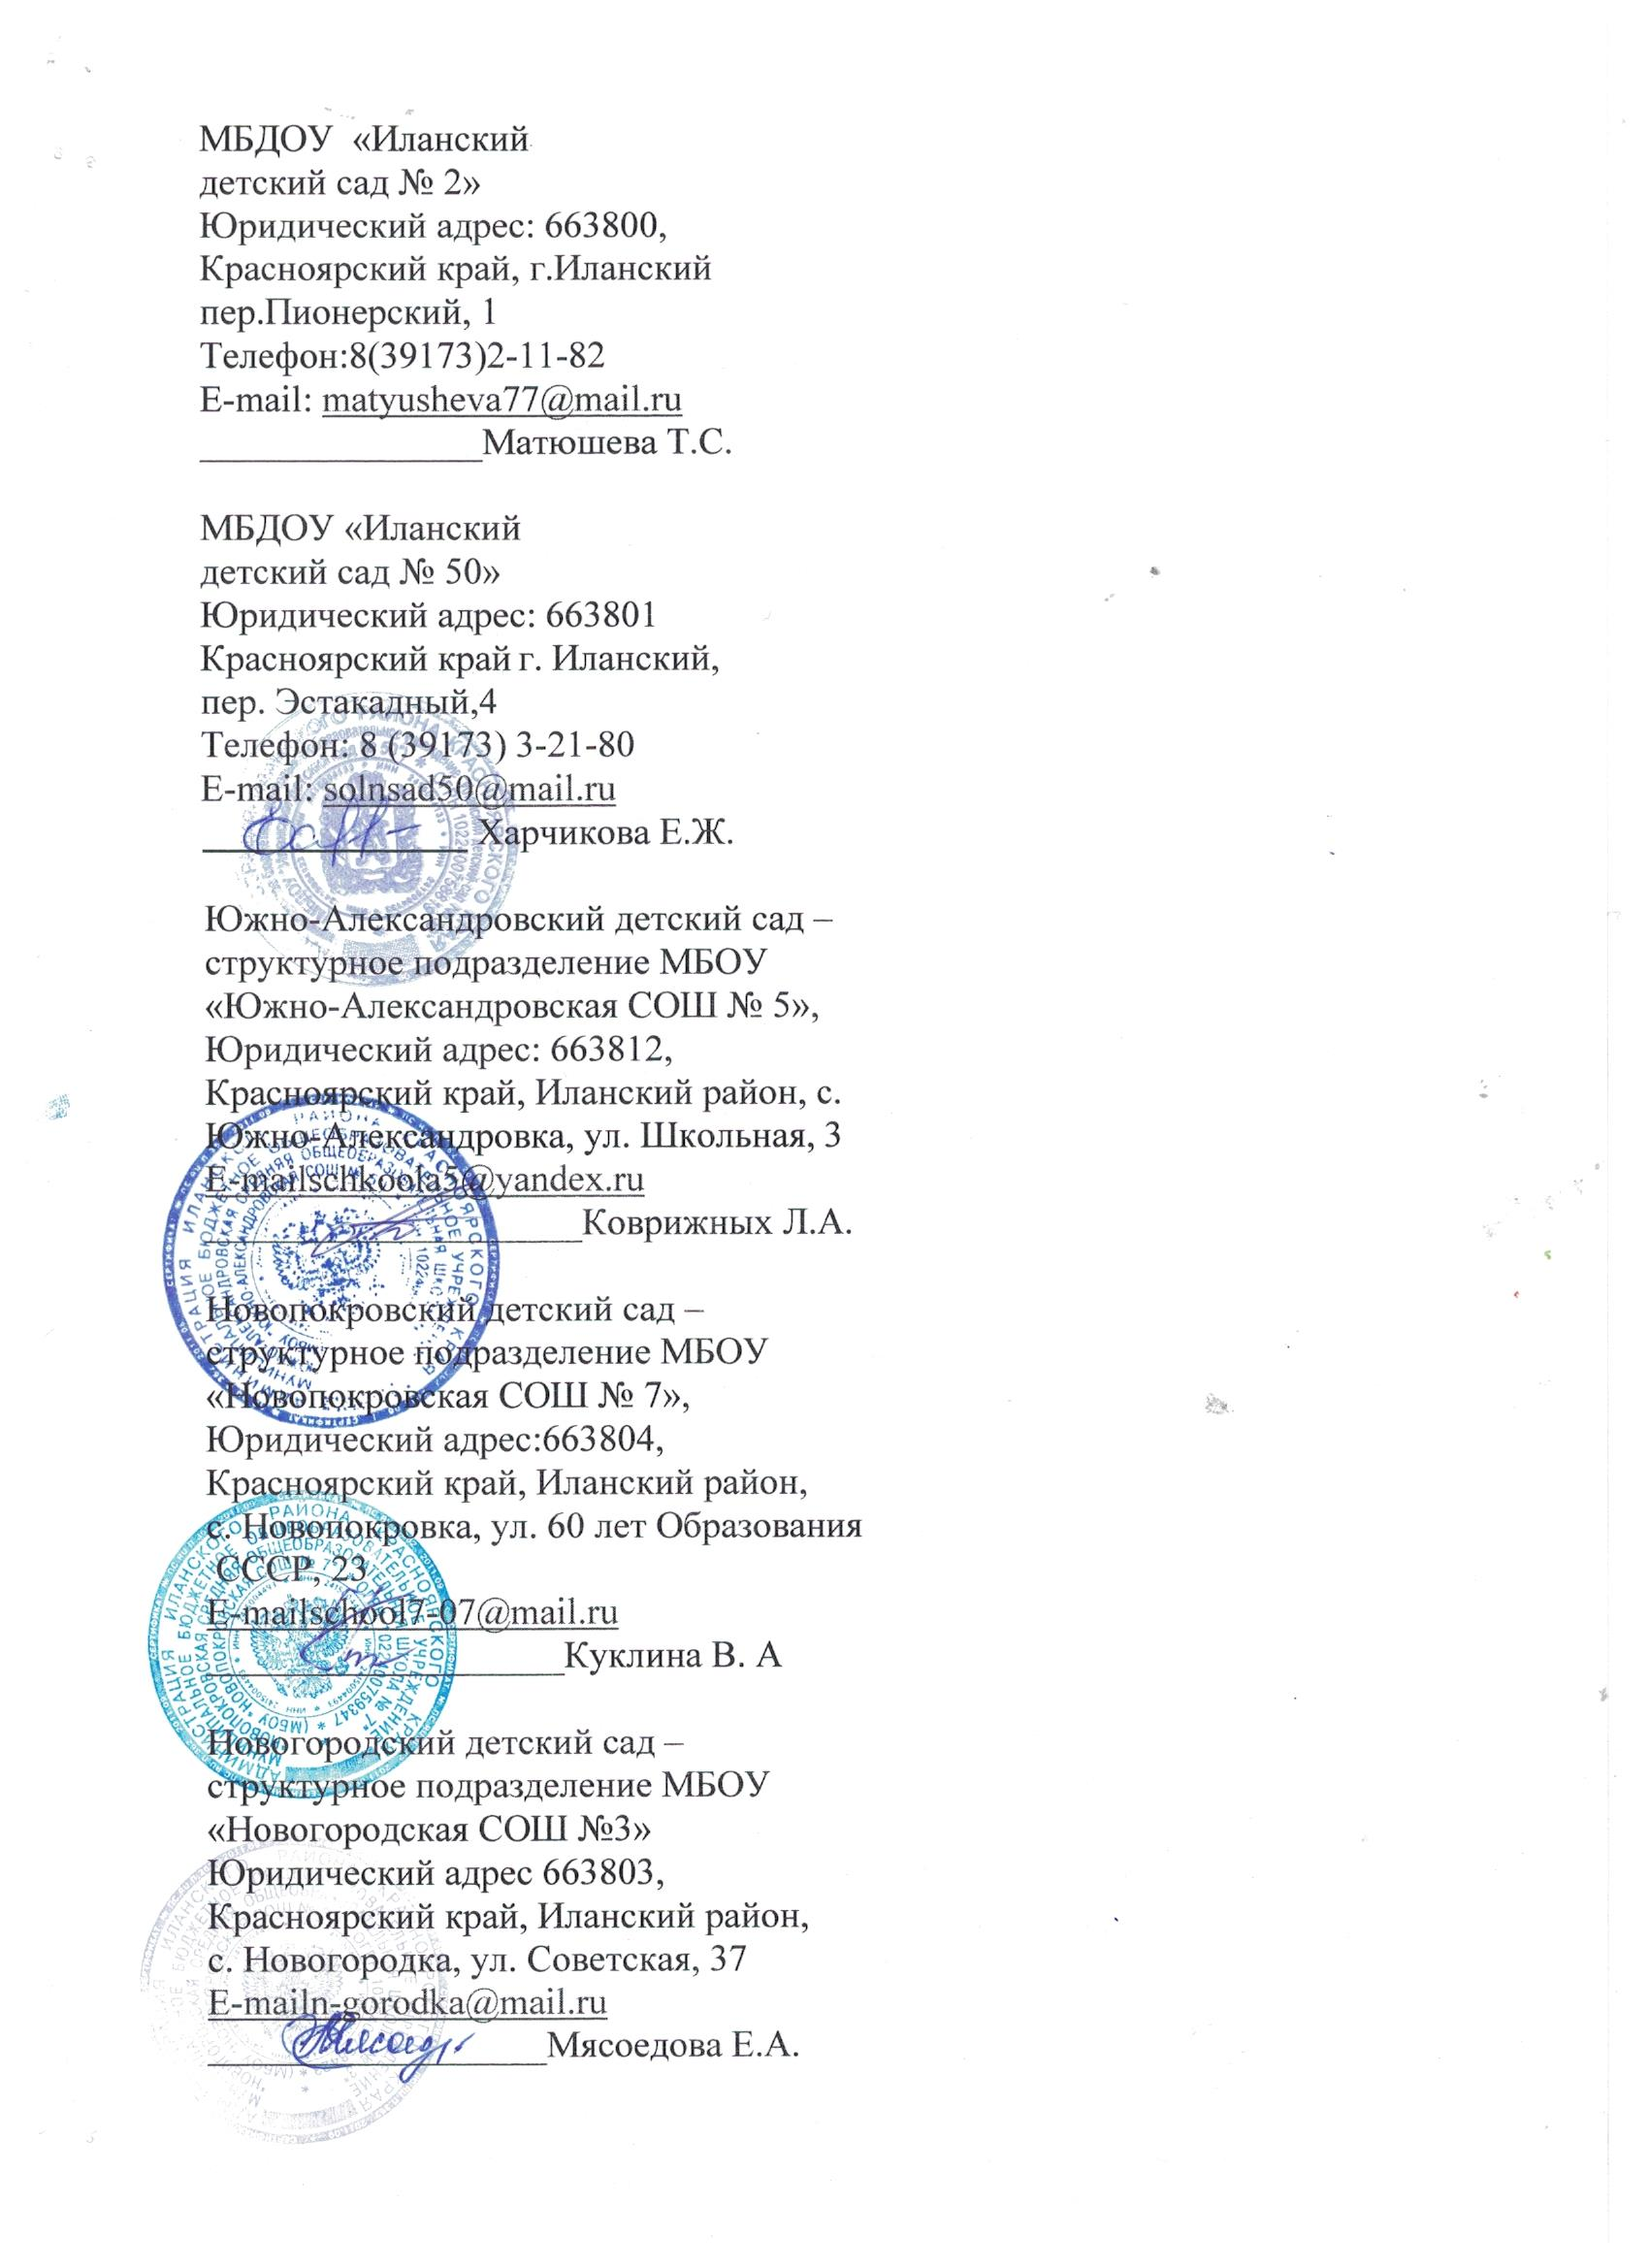 МБДОУ «Иланский
детский сад № 2»
Юридический адрес: 663800,
Красноярский край, г.Иланский
пер.Пионерский, 1
Телефон:8(39173)2-11-82
E-mail: matyusheva77@mail.ru
_______________Матюшева Т.С.
МБДОУ «Иланский
детский сад № 50»
Юридический адрес: 663801
Красноярский край г. Иланский,
пер. Эстакадный,4
Телефон: 8 (39173) 3-21-80
E-mail: solnsad50@mail.ru
______________ Харчикова Е.Ж.
Южно-Александровский детский сад –
структурное подразделение МБОУ
«Южно-Александровская СОШ № 5»,
Юридический адрес: 663812,
Красноярский край, Иланский район, с.
Южно-Александровка, ул. Школьная, 3
E-mailschkoola5@yandex.ru
____________________Коврижных Л.А.
Новопокровский детский сад –
структурное подразделение МБОУ
«Новопокровская СОШ № 7»,
Юридический адрес:663804,
Красноярский край, Иланский район,
с. Новопокровка, ул. 60 лет Образования
СССР, 23
E-mailschool7-07@mail.ru
___________________Куклина В. А
Новогородский детский сад –
структурное подразделение МБОУ
«Новогородская СОШ №3»
Юридический адрес 663803,
Красноярский край, Иланский район,
с. Новогородка, ул. Советская, 37
E-mailn-gorodka@mail.ru
__________________Мясоедова Е.А.